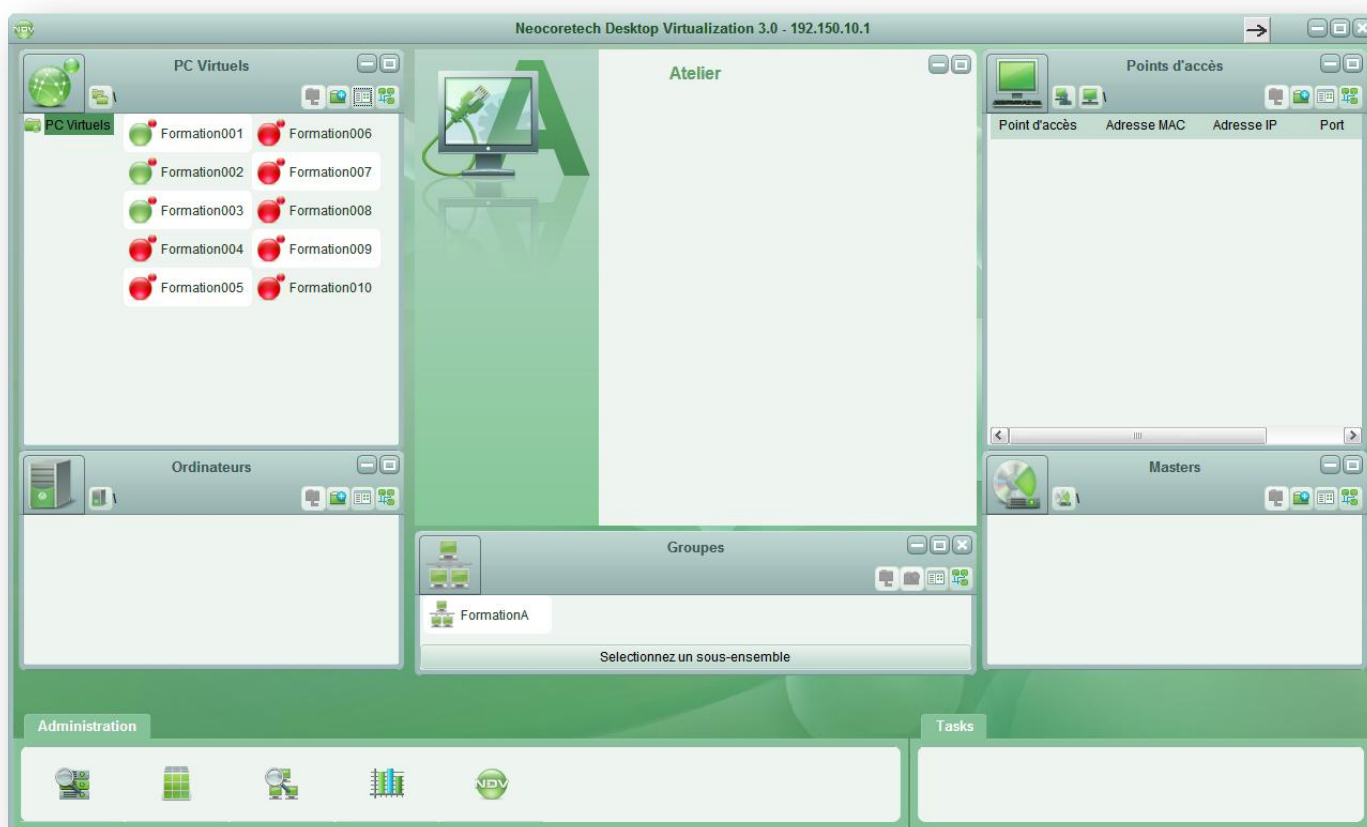 NDV
Neocoretech Desktop Virtualization 3.0 - 192.150.10.1
PC Virtuels
\
PC Virtuels
Formation001
Formation006
Formation002
Formation007
Formation003
Formation008
Formation004
Formation009
Formation005
Formation010
Atelier
A
Points d'accès
\
Point d'accès Adresse MAC Adresse IP Port
Ordinateurs
\
Groupes
FormationA
Selectionnez un sous-ensemble
Masters
\
Administration
NDV
Tasks